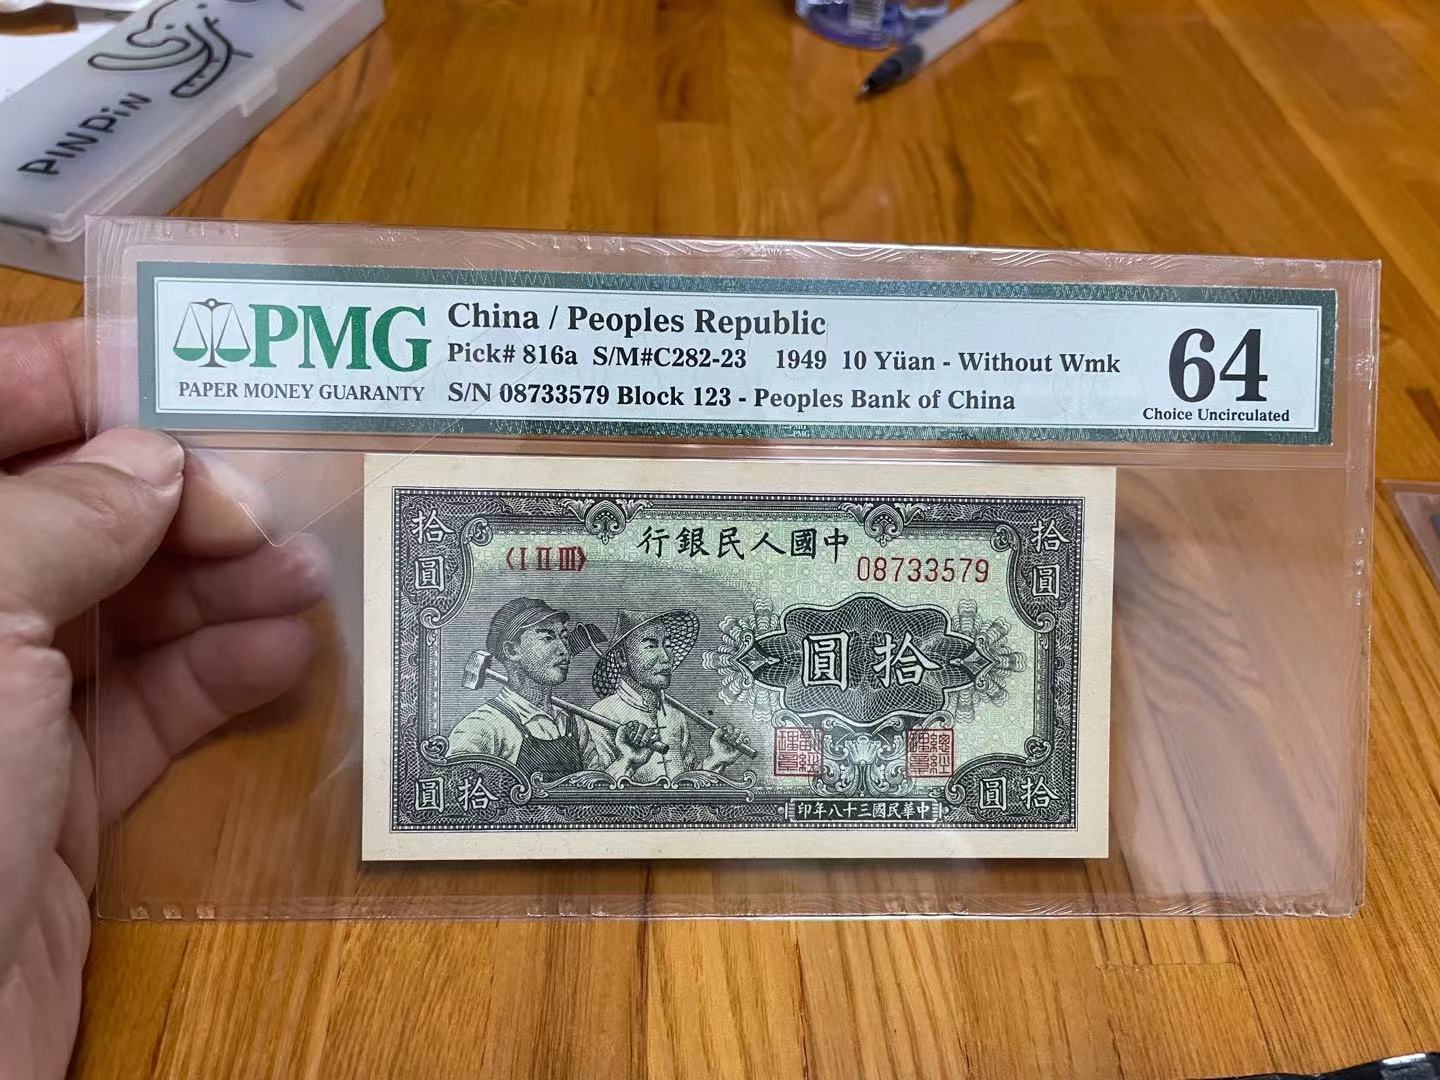 PINPIN
PMG
PAPER MONEY GUARANTY
China / Peoples Republic
Pick# 816a S/M#C282-23 1949 10 Yüan - Without Wmk
S/N 08733579 Block 123 - Peoples Bank of China
64
Choice Uncirculated
拾圓
行銀民人國中
拾圓
〈I II III〉
08733579
圓拾
圓拾
印年八十三國民華中
圓拾